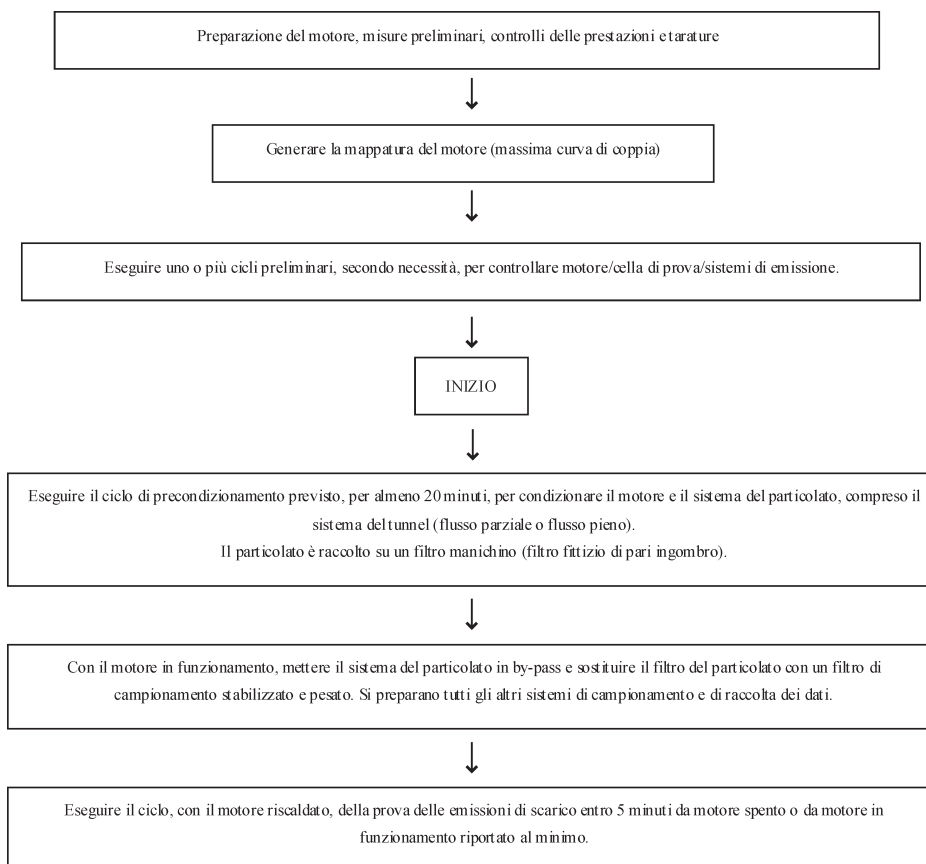 Preparazione del motore, misure preliminari, controlli delle prestazioni e tarature
Generare la mappatura del motore (massima curva di coppia)
Eseguire uno o più cicli preliminari, secondo necessità, per controllare motore/cella di prova/sistemi di emissione.
INIZIO
Eseguire il ciclo di precondizionamento previsto, per almeno 20 minuti, per condizionare il motore e il sistema del particolato, compreso il
sistema del tunnel (flusso parziale o flusso pieno).
Il particolato è raccolto su un filtro manichino (filtro fittizio di pari ingombro).
Con il motore in funzionamento, mettere il sistema del particolato in by-pass e sostituire il filtro del particolato con un filtro di
campionamento stabilizzato e pesato. Si preparano tutti gli altri sistemi di campionamento e di raccolta dei dati.
Eseguire il ciclo, con il motore riscaldato, della prova delle emissioni di scarico entro 5 minuti da motore spento o da motore in
funzionamento riportato al minimo.